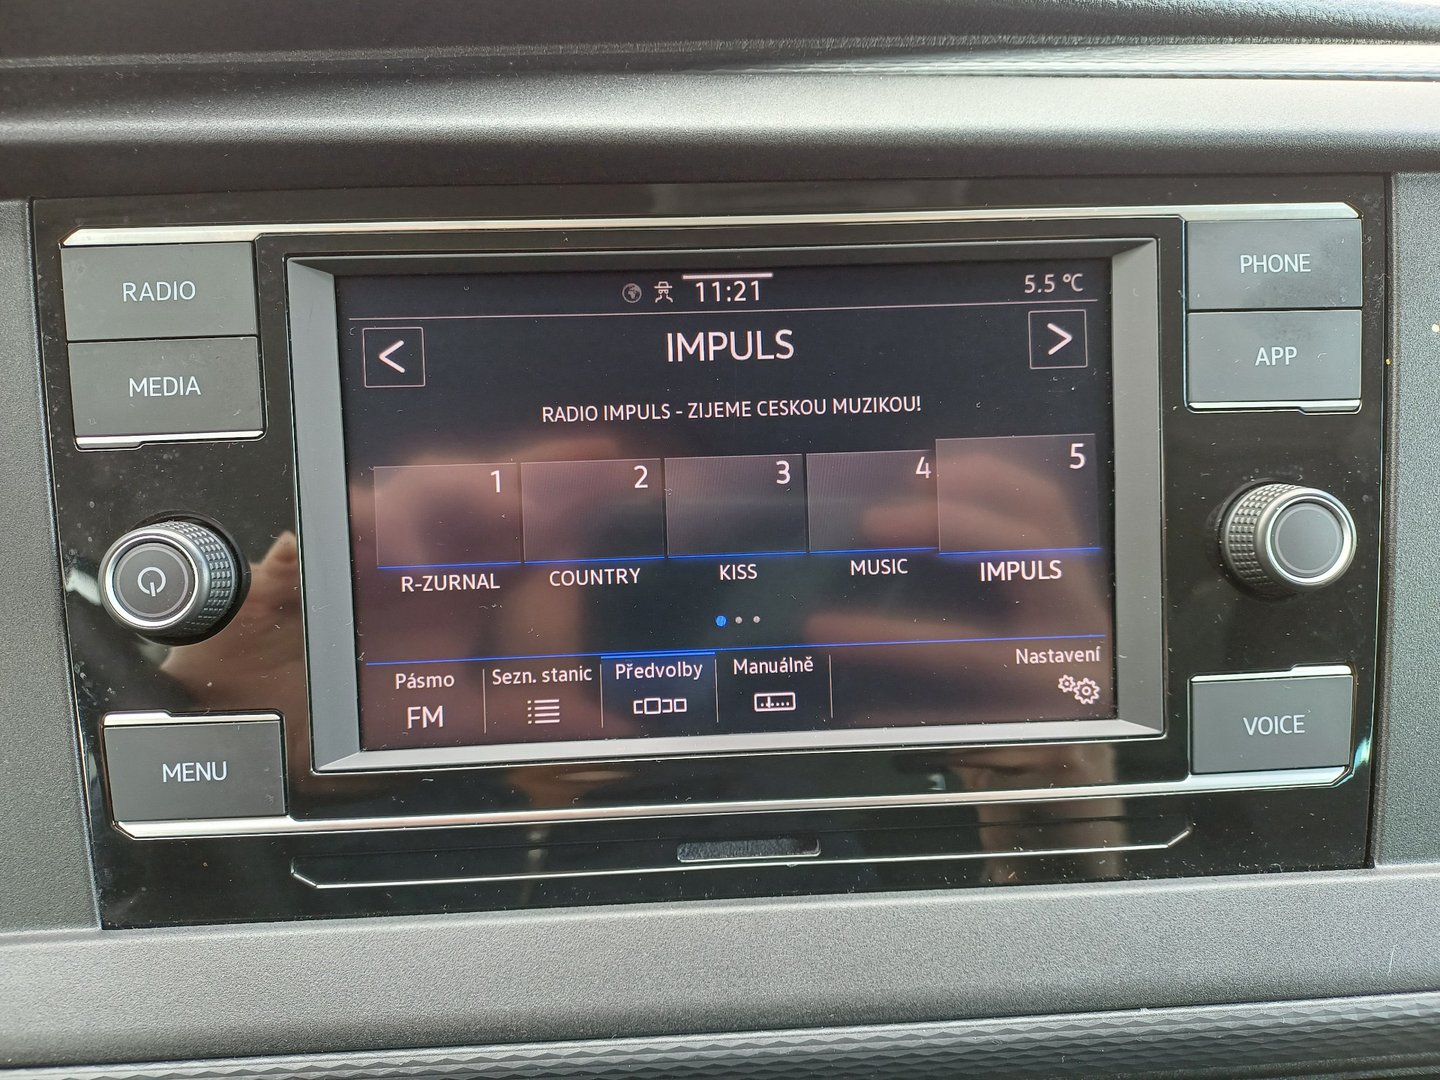 RADIO
MEDIA
MENU
PHONE
APP
VOICE
11:21
5.5 °C
<
IMPULS
>
RADIO IMPULS - ZIJEME CESKOU MUZIKOU!
1
2
3
4
5
R-ZURNAL
COUNTRY
KISS
MUSIC
IMPULS
Pásmo
FM
Sezn. stanic
Předvolby
Manuálně
Nastavení